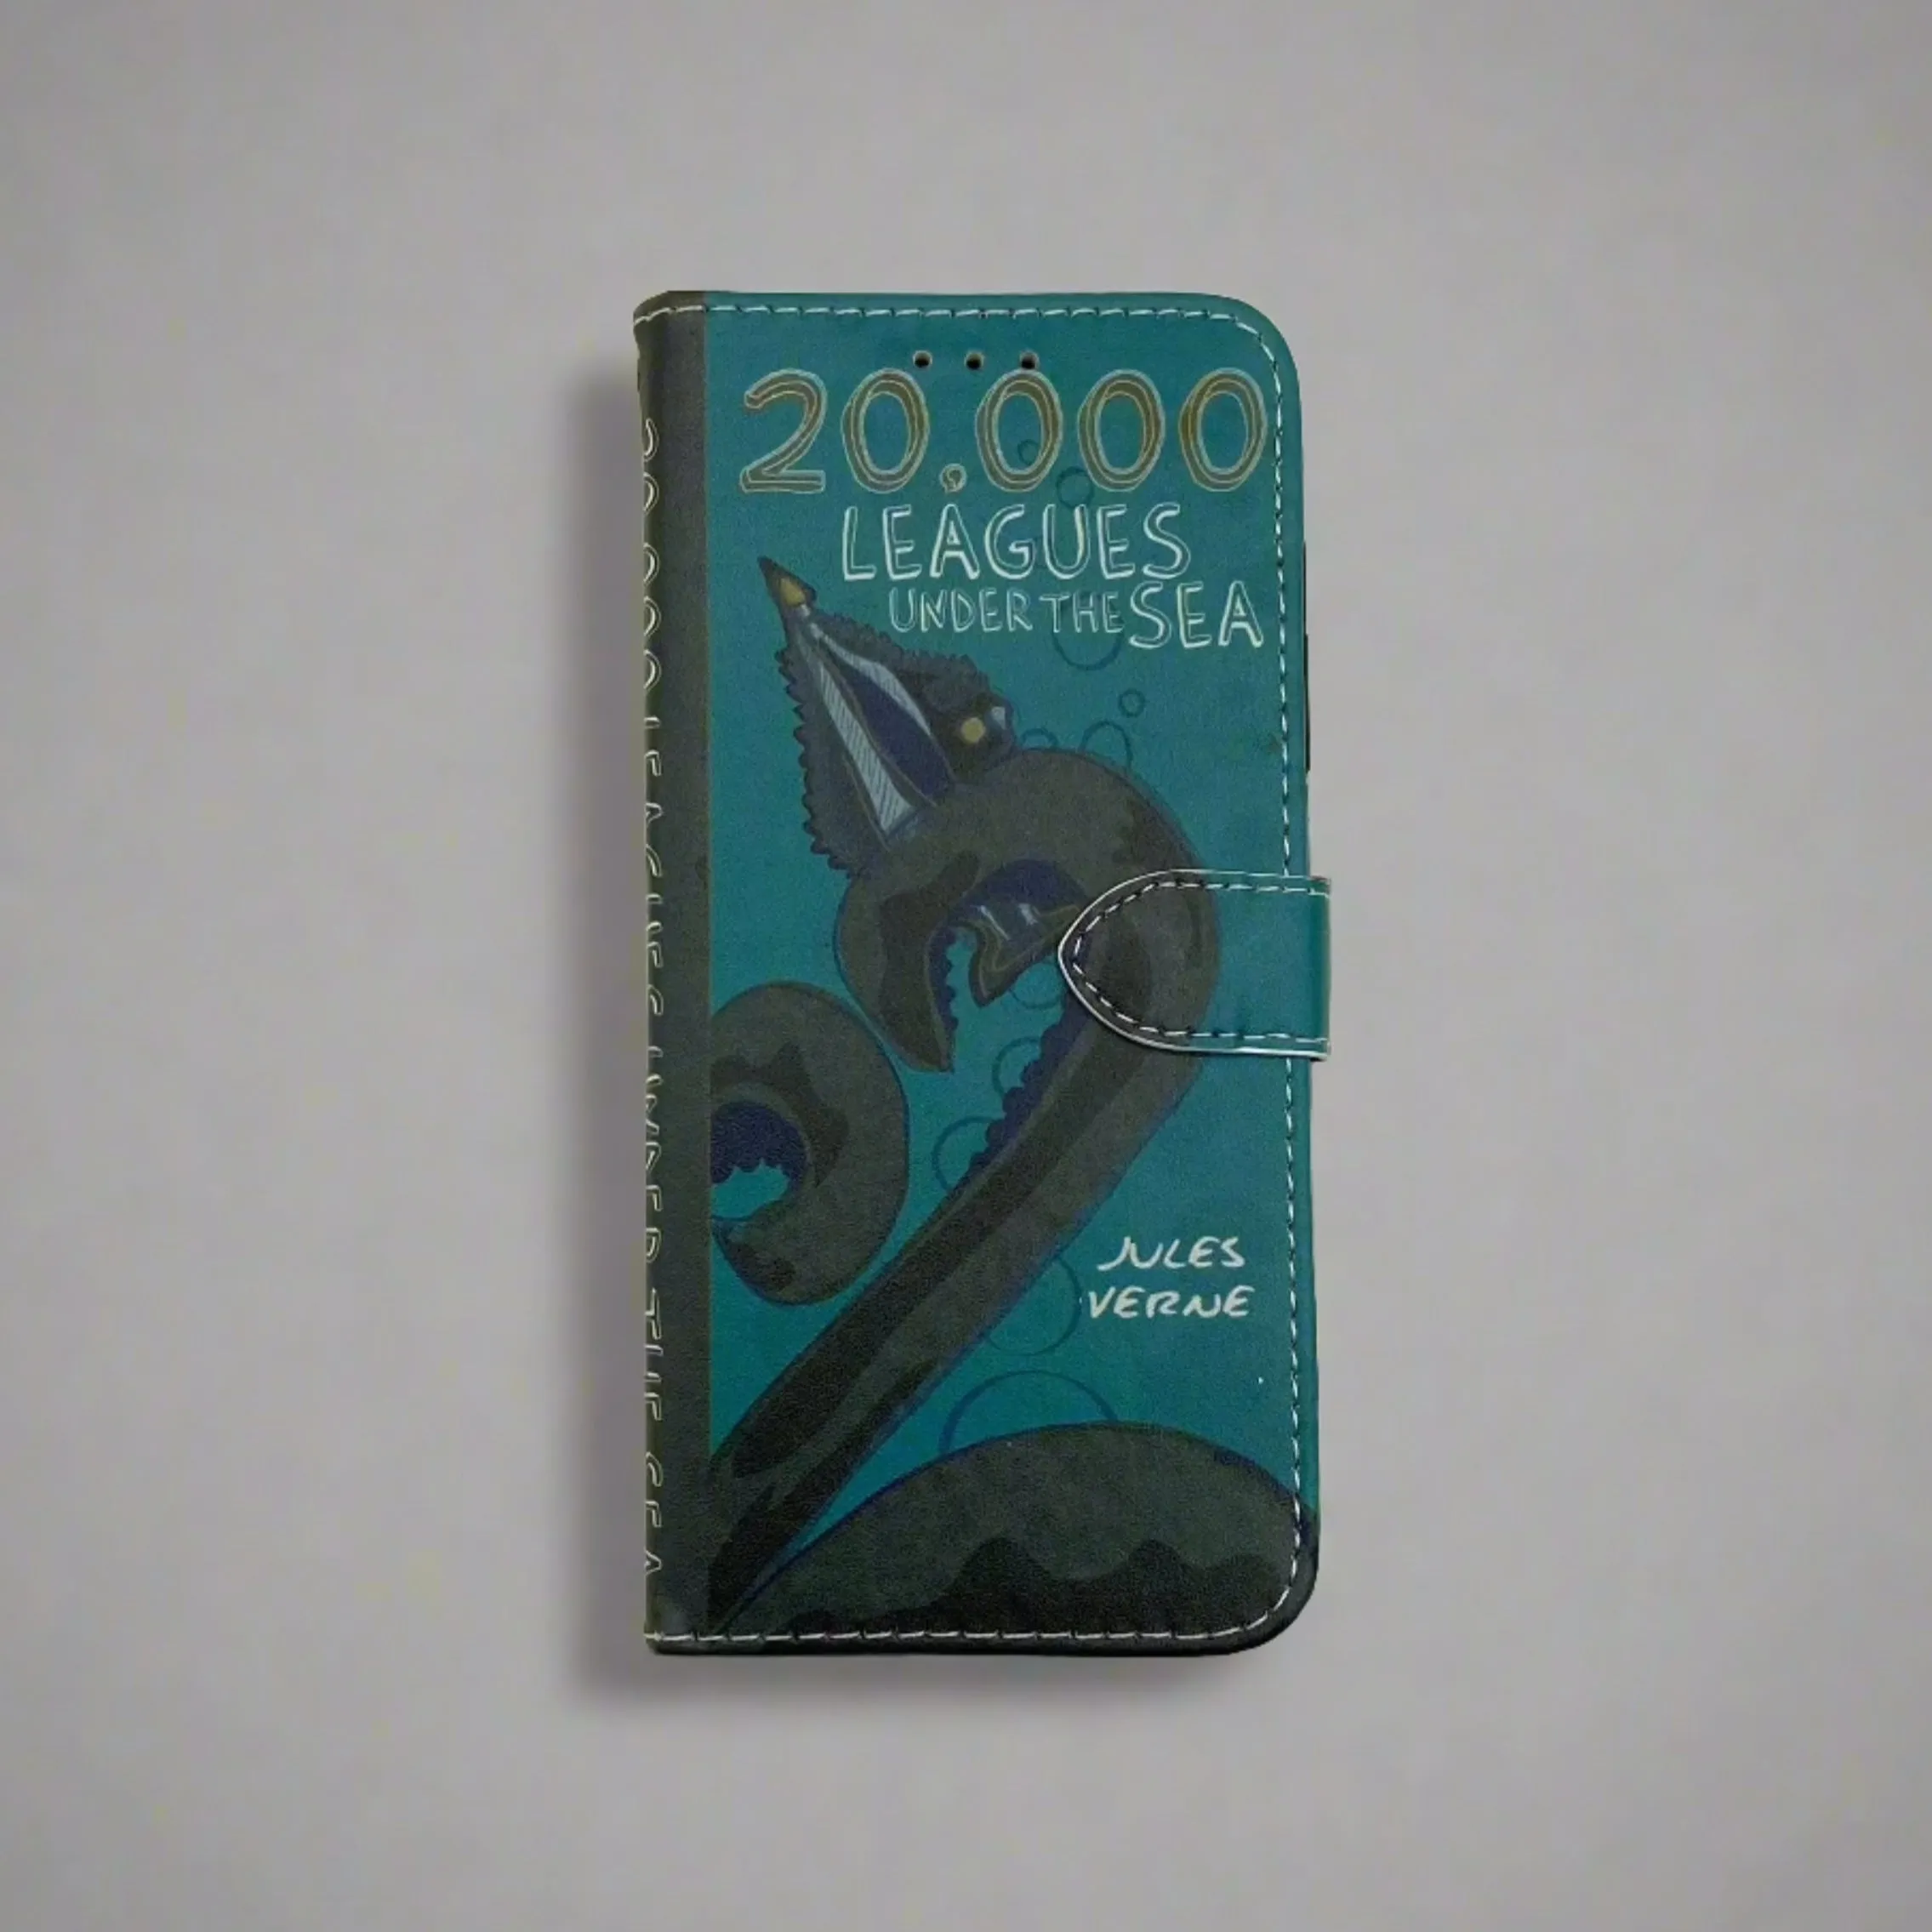 20,000
LEAGUES
UNDER THE SEA
JULES
VERNE
20,000 LEAGUES UNDER THE SEA